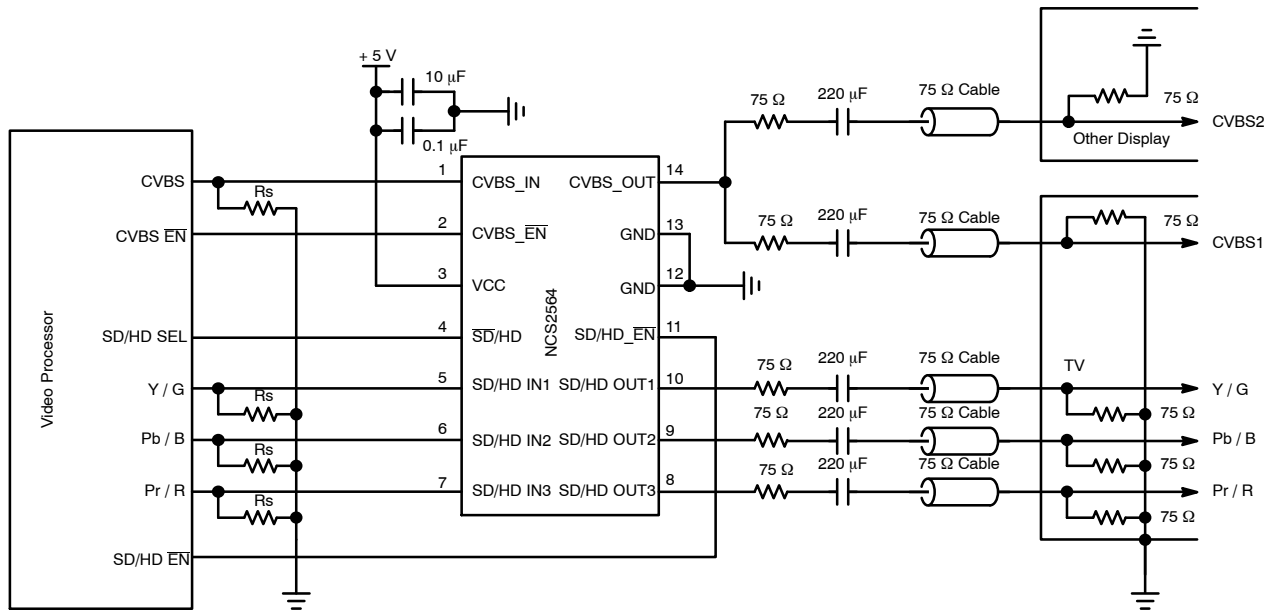 + 5 V
10 μF
0.1 μF
75 Ω
220 μF
75 Ω Cable
75 Ω
Other Display
CVBS2
Video Processor
CVBS
Rs
1
CVBS_IN
CVBS_OUT
14
CVBS E̅N̅
2
CVBS_E̅N̅
GND
13
75 Ω
220 μF
75 Ω Cable
75 Ω
CVBS1
3
VCC
GND
12
NCS2564
SD/HD SEL
4
S̅D̅/HD
SD/HD_E̅N̅
11
Y / G
Rs
5
SD/HD IN1
SD/HD OUT1
10
75 Ω
220 μF
75 Ω Cable
TV
Y / G
75 Ω
Pb / B
Rs
6
SD/HD IN2
SD/HD OUT2
9
75 Ω
220 μF
75 Ω Cable
Pb / B
75 Ω
Pr / R
Rs
7
SD/HD IN3
SD/HD OUT3
8
75 Ω
220 μF
75 Ω Cable
Pr / R
75 Ω
SD/HD E̅N̅